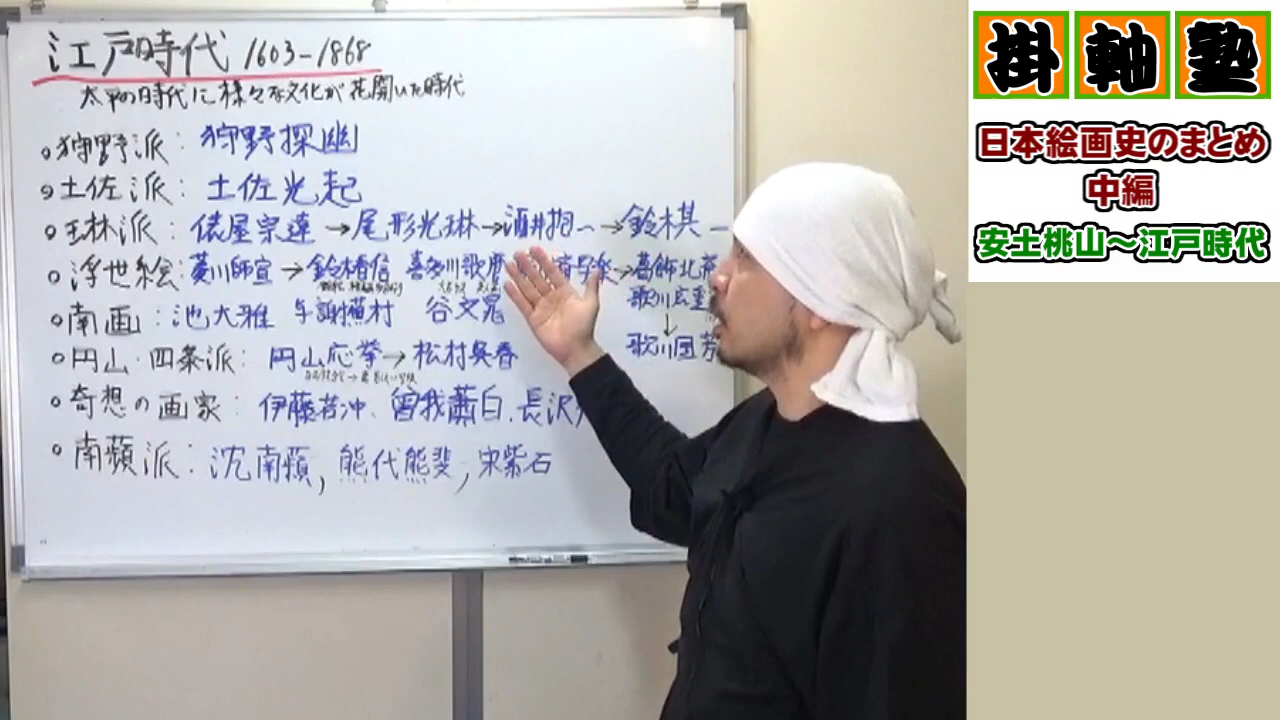 江戸時代 1603-1868
太平の時代に様々な文化が花開いた時代
狩野派: 狩野探幽
土佐派: 土佐光起
琳派: 俵屋宗達→尾形光琳→酒井抱一→鈴木其一
浮世絵: 菱川師宣→鈴木春信 喜多川歌麿 →葛飾北斎
歌川広重
↓
歌川国芳
南画: 池大雅 与謝蕪村 谷文晁
円山・四条派: 円山応挙→松村呉春
奇想の画家: 伊藤若冲、曽我蕭白、長沢
南蘋派: 沈南蘋, 熊代熊斐, 宋紫石
掛軸塾
日本絵画史のまとめ
中編
安土桃山～江戸時代